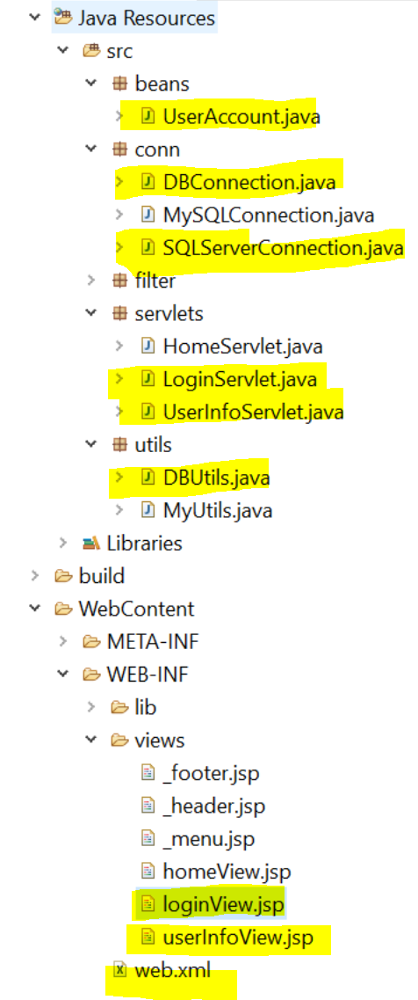 Java Resources
src
beans
UserAccount.java
conn
DBConnection.java
MySQLConnection.java
SQLServerConnection.java
filter
servlets
HomeServlet.java
LoginServlet.java
UserInfoServlet.java
utils
DBUtils.java
MyUtils.java
Libraries
build
WebContent
META-INF
WEB-INF
lib
views
_footer.jsp
_header.jsp
_menu.jsp
homeView.jsp
loginView.jsp
userInfoView.jsp
web.xml